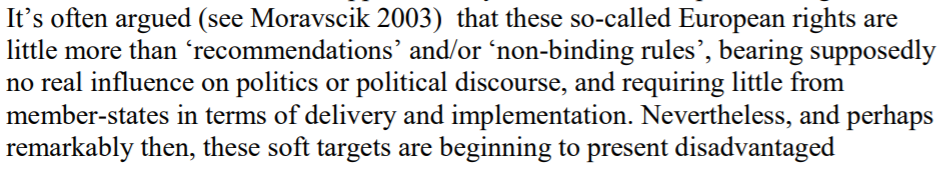 It’s often argued (see Moravscik 2003)  that these so-called European rights are
little more than ‘recommendations’ and/or ‘non-binding rules’, bearing supposedly
no real influence on politics or political discourse, and requiring little from
member-states in terms of delivery and implementation. Nevertheless, and perhaps
remarkably then, these soft targets are beginning to present disadvantaged